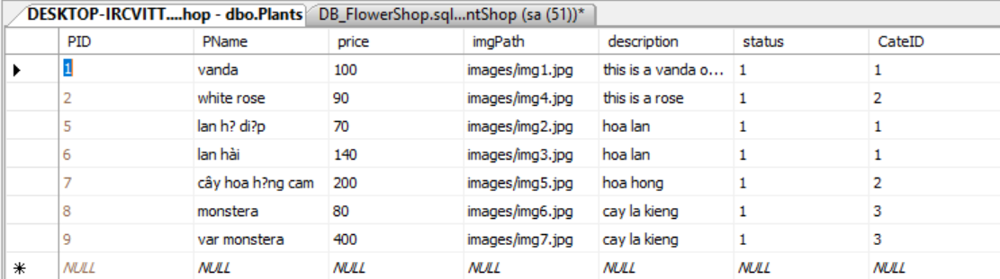 DESKTOP-IRCVITT....hop - dbo.Plants DB_FlowerShop.sql...ntShop (sa (51))*
PID PName price imgPath description status CateID
1 vanda 100 images/img1.jpg this is a vanda o... 1 1
2 white rose 90 images/img4.jpg this is a rose 1 2
5 lan h? di?p 70 images/img2.jpg hoa lan 1 1
6 lan hài 140 images/img3.jpg hoa lan 1 1
7 cây hoa h?ng cam 200 images/img5.jpg hoa hong 1 2
8 monstera 80 images/img6.jpg cay la kieng 1 3
9 var monstera 400 images/img7.jpg cay la kieng 1 3
NULL NULL NULL NULL NULL NULL NULL